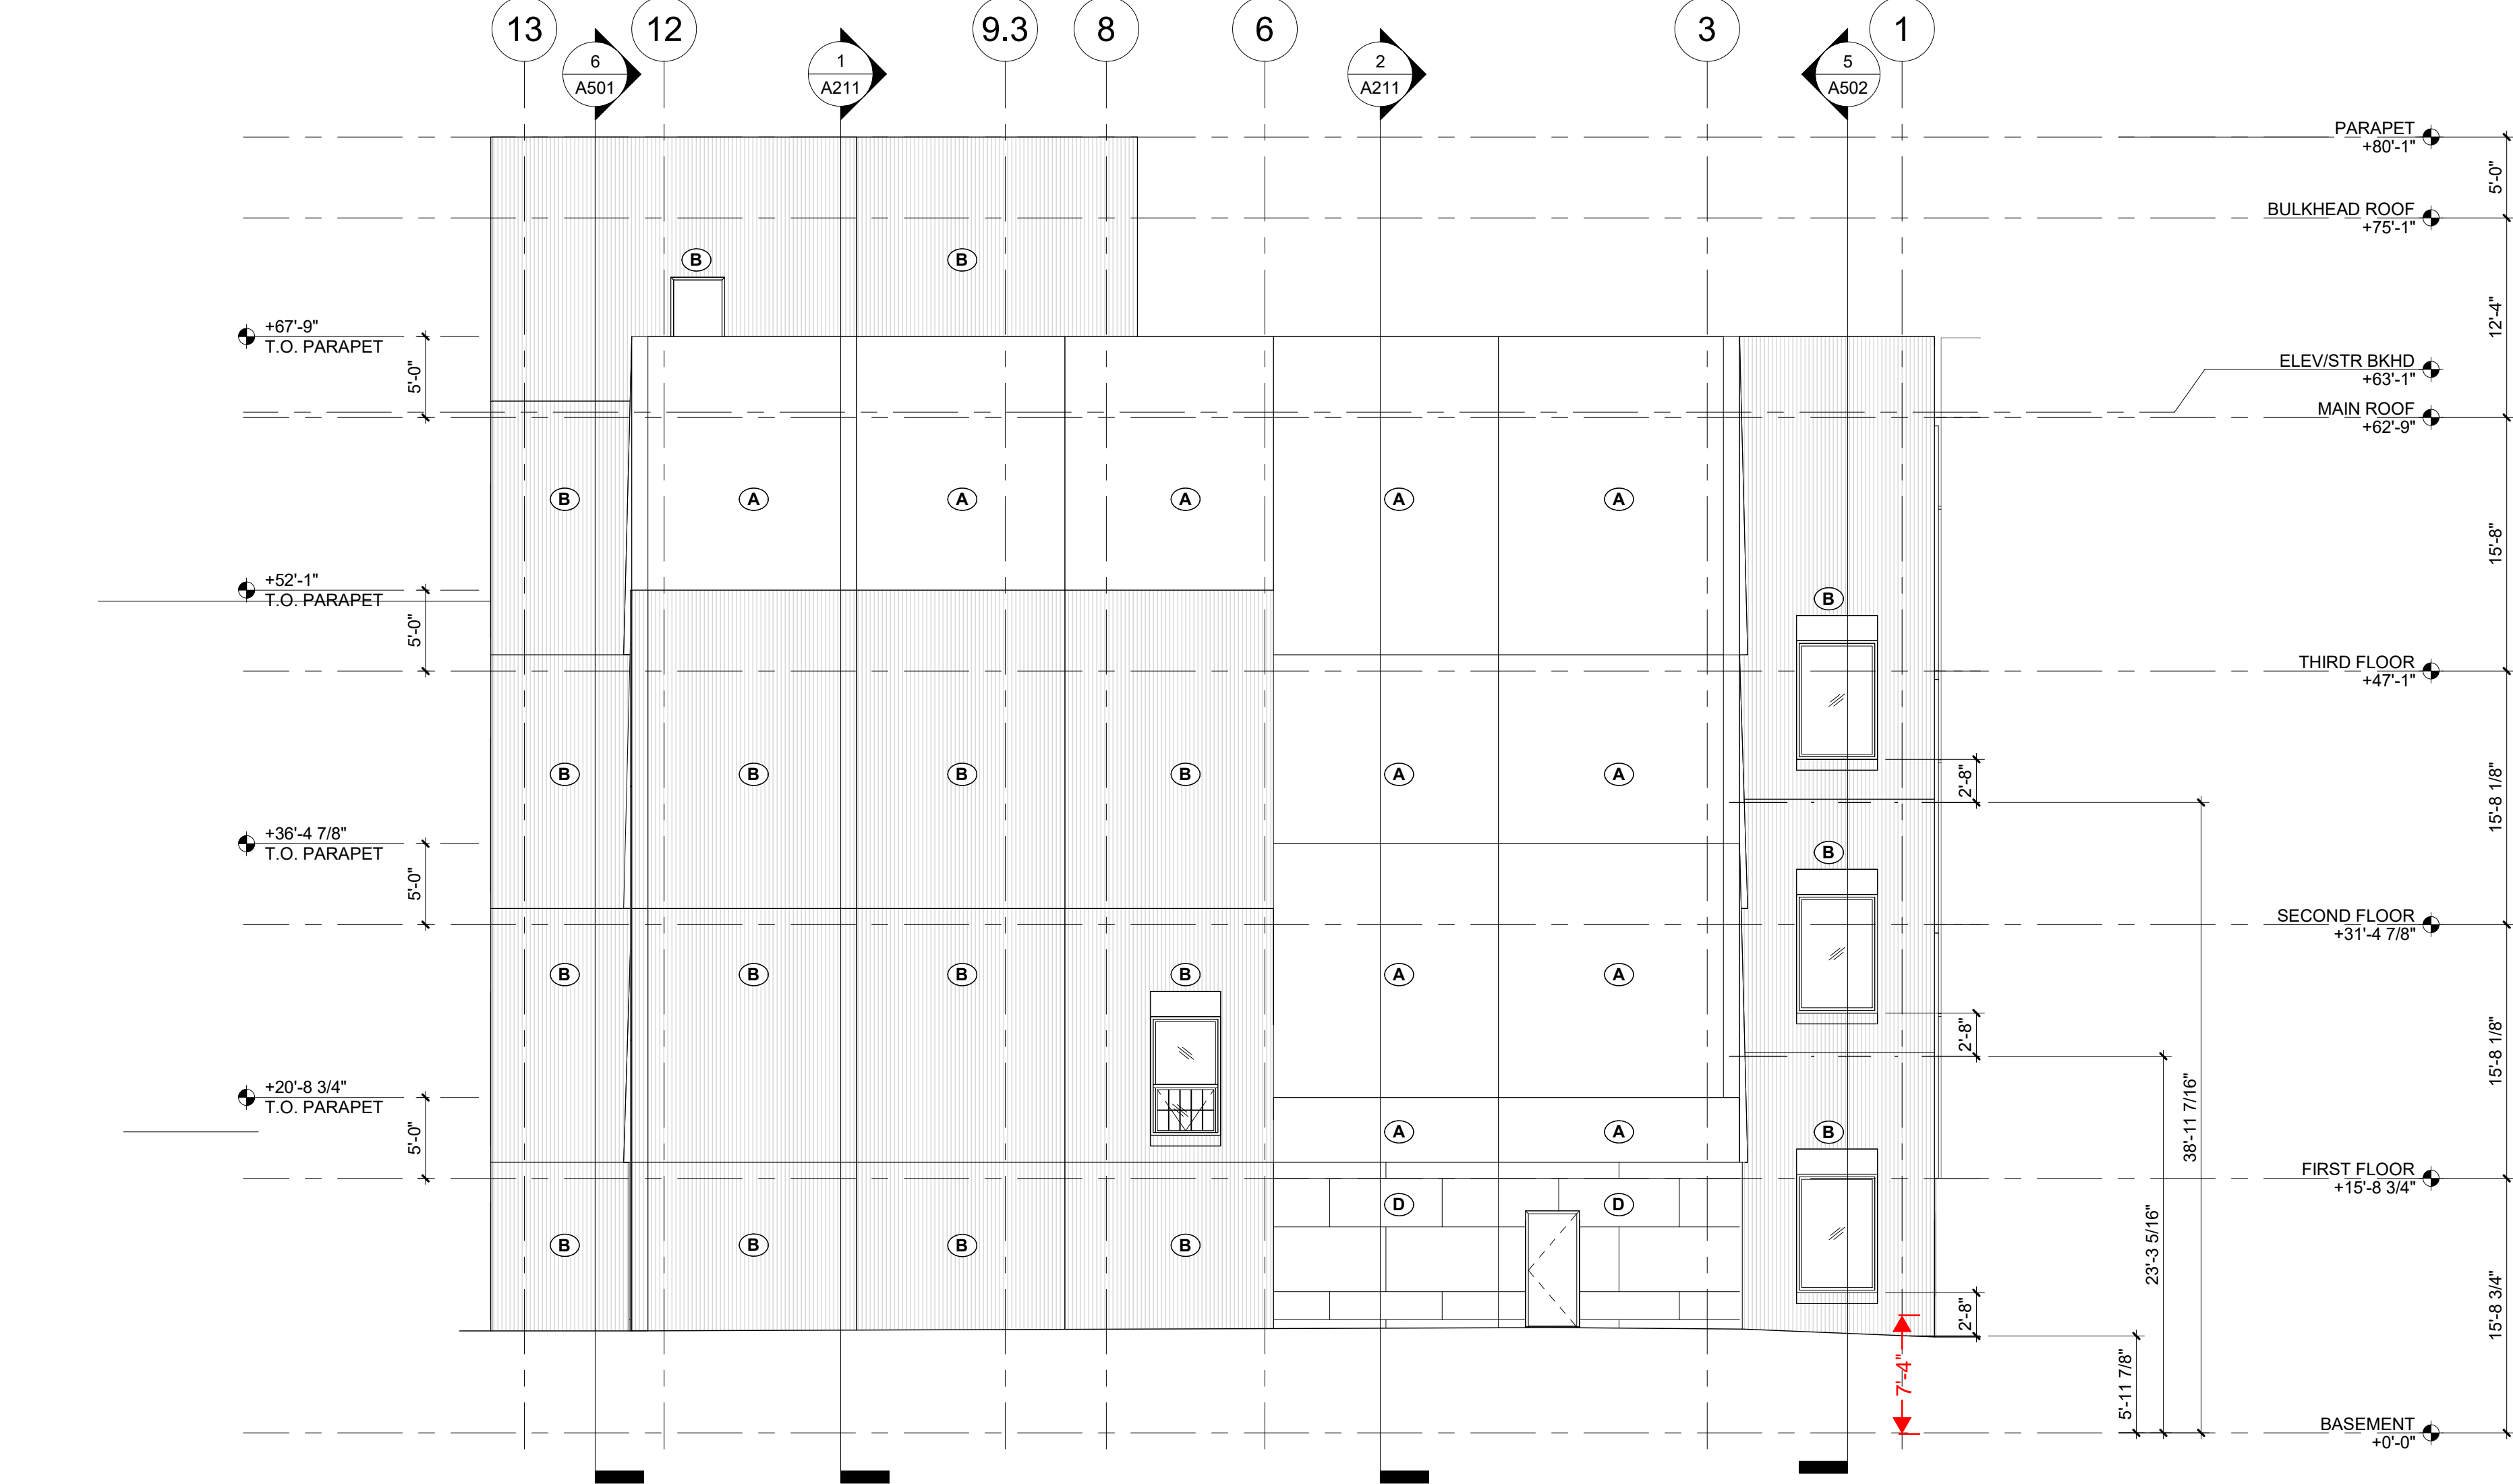 13
12
9.3
8
6
3
1
6
A501
1
A211
2
A211
5
A502
PARAPET
+80'-1"
5'-0"
BULKHEAD ROOF
+75'-1"
B
B
12'-4"
+67'-9"
T.O. PARAPET
5'-0"
ELEV/STR BKHD
+63'-1"
MAIN ROOF
+62'-9"
B
A
A
A
A
A
15'-8"
+52'-1"
T.O. PARAPET
5'-0"
B
THIRD FLOOR
+47'-1"
B
B
B
B
A
A
2'-8"
15'-8 1/8"
+36'-4 7/8"
T.O. PARAPET
5'-0"
B
SECOND FLOOR
+31'-4 7/8"
B
B
B
B
A
A
2'-8"
15'-8 1/8"
+20'-8 3/4"
T.O. PARAPET
5'-0"
A
A
B
38'-11 7/16"
FIRST FLOOR
+15'-8 3/4"
D
D
B
B
B
B
23'-3 5/16"
2'-8"
15'-8 3/4"
7'-4"
5'-11 7/8"
BASEMENT
+0'-0"